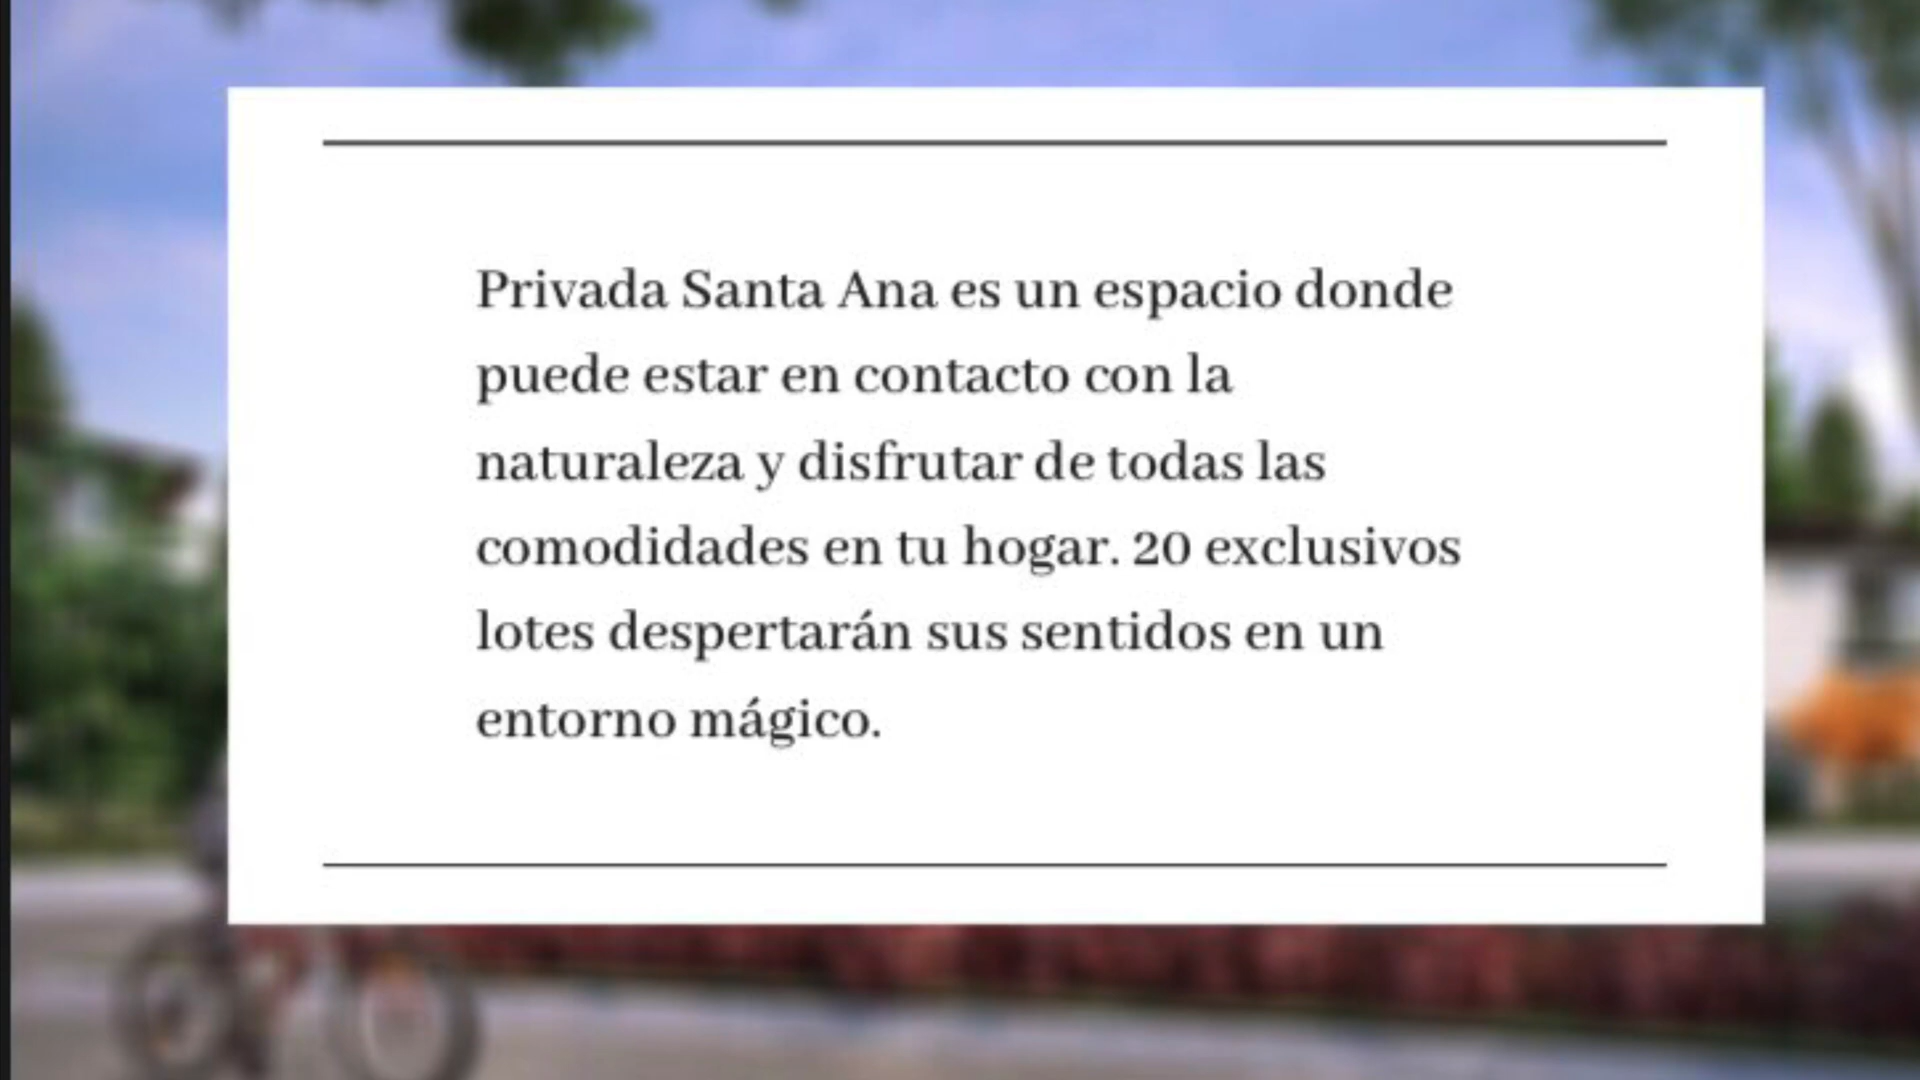 Privada Santa Ana es un espacio donde
puede estar en contacto con la
naturaleza y disfrutar de todas las
comodidades en tu hogar. 20 exclusivos
lotes despertarán sus sentidos en un
entorno mágico.